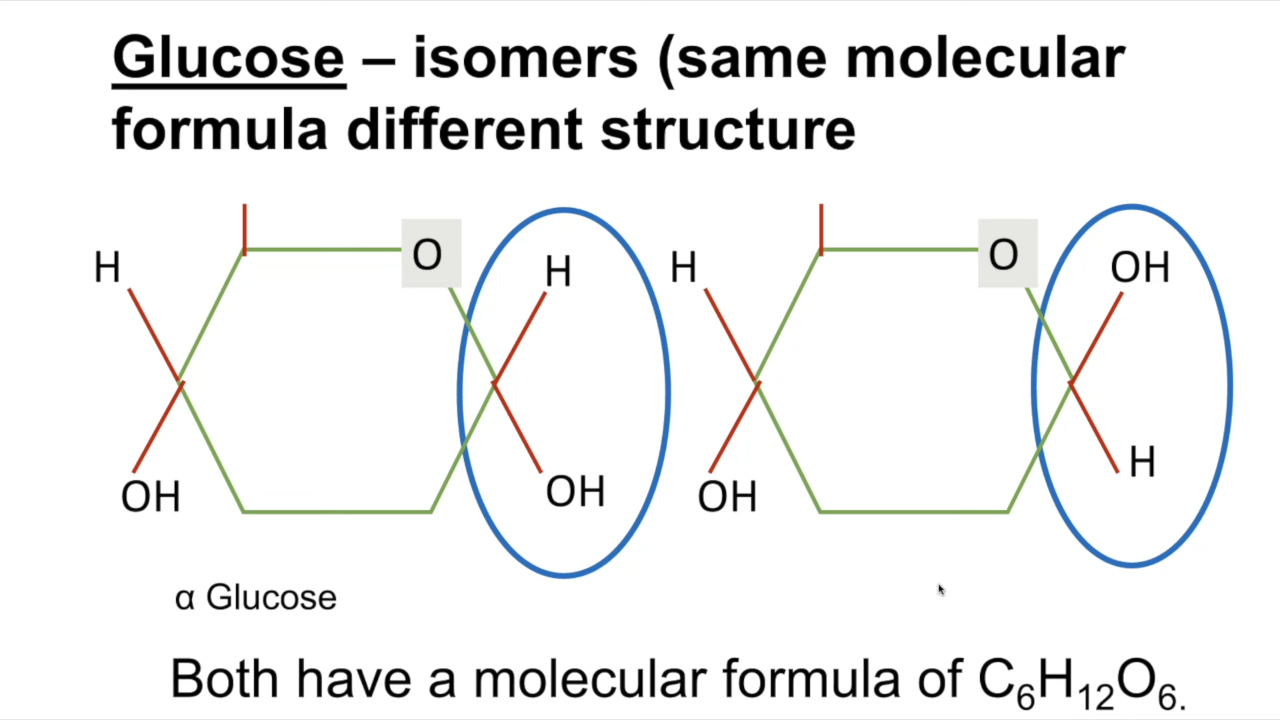 Glucose – isomers (same molecular
formula different structure
H
O
H
H
O
OH
OH
OH
OH
H
α Glucose
Both have a molecular formula of C₆H₁₂O₆.